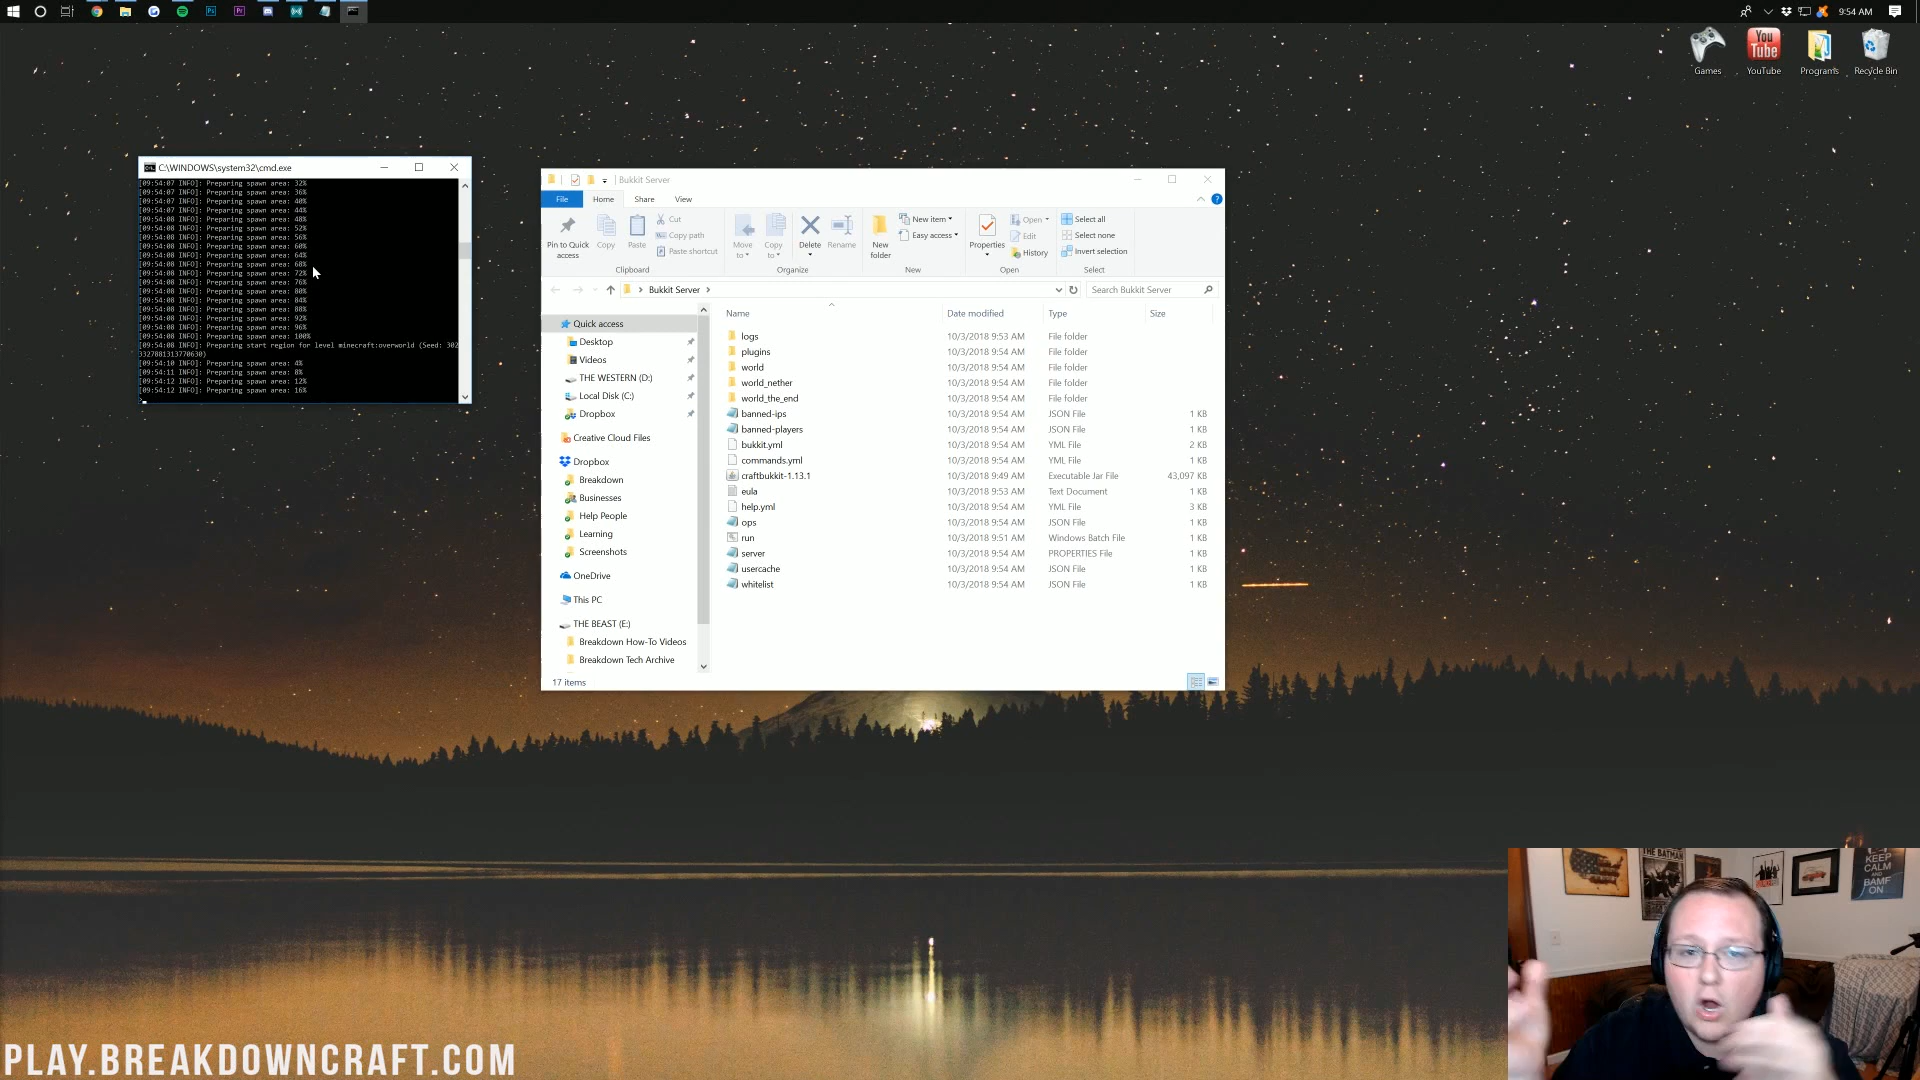 9:54 AM
Games
YouTube
Programs
Recycle Bin
C:\WINDOWS\system32\cmd.exe
[09:54:07 INFO]: Preparing spawn area: 32%
[09:54:07 INFO]: Preparing spawn area: 36%
[09:54:07 INFO]: Preparing spawn area: 40%
[09:54:07 INFO]: Preparing spawn area: 44%
[09:54:08 INFO]: Preparing spawn area: 48%
[09:54:08 INFO]: Preparing spawn area: 52%
[09:54:08 INFO]: Preparing spawn area: 56%
[09:54:08 INFO]: Preparing spawn area: 60%
[09:54:08 INFO]: Preparing spawn area: 64%
[09:54:08 INFO]: Preparing spawn area: 68%
[09:54:08 INFO]: Preparing spawn area: 72%
[09:54:08 INFO]: Preparing spawn area: 76%
[09:54:08 INFO]: Preparing spawn area: 80%
[09:54:08 INFO]: Preparing spawn area: 84%
[09:54:08 INFO]: Preparing spawn area: 88%
[09:54:08 INFO]: Preparing spawn area: 92%
[09:54:08 INFO]: Preparing spawn area: 96%
[09:54:08 INFO]: Preparing spawn area: 100%
[09:54:08 INFO]: Preparing start region for level minecraft:overworld (Seed: 302
3327881313770630)
[09:54:10 INFO]: Preparing spawn area: 4%
[09:54:11 INFO]: Preparing spawn area: 8%
[09:54:12 INFO]: Preparing spawn area: 12%
[09:54:12 INFO]: Preparing spawn area: 16%
Bukkit Server
File Home Share View
Pin to Quick access
Copy
Paste
Cut
Copy path
Paste shortcut
Clipboard
Move to
Copy to
Delete
Rename
Organize
New folder
New item
Easy access
New
Properties
Open
Edit
History
Open
Select all
Select none
Invert selection
Select
Bukkit Server
Search Bukkit Server
Quick access
Desktop
Videos
THE WESTERN (D:)
Local Disk (C:)
Dropbox
Creative Cloud Files
Dropbox
Breakdown
Businesses
Help People
Learning
Screenshots
OneDrive
This PC
THE BEAST (E:)
Breakdown How-To Videos
Breakdown Tech Archive
Name Date modified Type Size
logs 10/3/2018 9:53 AM File folder
plugins 10/3/2018 9:54 AM File folder
world 10/3/2018 9:54 AM File folder
world_nether 10/3/2018 9:54 AM File folder
world_the_end 10/3/2018 9:54 AM File folder
banned-ips 10/3/2018 9:54 AM JSON File 1 KB
banned-players 10/3/2018 9:54 AM JSON File 1 KB
bukkit.yml 10/3/2018 9:54 AM YML File 2 KB
commands.yml 10/3/2018 9:54 AM YML File 1 KB
craftbukkit-1.13.1 10/3/2018 9:49 AM Executable Jar File 43,097 KB
eula 10/3/2018 9:53 AM Text Document 1 KB
help.yml 10/3/2018 9:54 AM YML File 3 KB
ops 10/3/2018 9:54 AM JSON File 1 KB
run 10/3/2018 9:51 AM Windows Batch File 1 KB
server 10/3/2018 9:54 AM PROPERTIES File 1 KB
usercache 10/3/2018 9:54 AM JSON File 1 KB
whitelist 10/3/2018 9:54 AM JSON File 1 KB
17 items
THE BATMAN
KEEP
CALM
AND
BAMF
ON
PLAY.BREAKDOWNCRAFT.COM